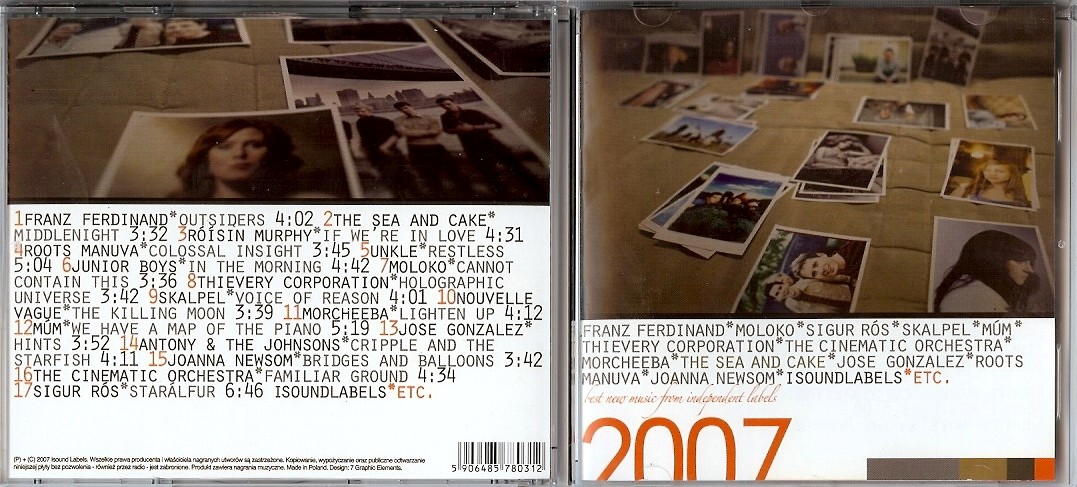 1FRANZ FERDINAND*OUTSIDERS 4:02 2THE SEA AND CAKE*
MIDDLENIGHT 3:32 3RÓÍSIN MURPHY*IF WE'RE IN LOVE 4:31
4ROOTS MANUVA*COLOSSAL INSIGHT 3:45 5UNKLE*RESTLESS
5:04 6JUNIOR BOYS*IN THE MORNING 4:42 7MOLOKO*CANNOT
CONTAIN THIS 3:36 8THIEVERY CORPORATION*HOLOGRAPHIC
UNIVERSE 3:42 9SKALPEL*VOICE OF REASON 4:01 10NOUVELLE
VAGUE*THE KILLING MOON 3:39 11MORCHEEBA*LIGHTEN UP 4:12
12MÚM*WE HAVE A MAP OF THE PIANO 5:19 13JOSE GONZALEZ*
HINTS 3:52 14ANTONY & THE JOHNSONS*CRIPPLE AND THE
STARFISH 4:11 15JOANNA NEWSOM*BRIDGES AND BALLOONS 3:42
16THE CINEMATIC ORCHESTRA*FAMILIAR GROUND 4:34
17SIGUR RÓS*STARÁLFUR 6:46 ISOUNDLABELS*ETC.
(P) + (C) 2007 Isound Labels. Wszelkie prawa producenta i właściciela nagranych utworów są zastrzeżone. Kopiowanie, wypożyczanie oraz publiczne odtwarzanie
niniejszej płyty bez pozwolenia - również przez radio - jest zabronione. Produkt zawiera nagrania muzyczne. Made in Poland. Design: 7 Graphic Elements.
5 906485 780312
FRANZ FERDINAND*MOLOKO*SIGUR RÓS*SKALPEL*MÚM*
THIEVERY CORPORATION*THE CINEMATIC ORCHESTRA*
MORCHEEBA*THE SEA AND CAKE*JOSE GONZALEZ*ROOTS
MANUVA*JOANNA NEWSOM*ISOUNDLABELS*ETC.
best new music from independent labels
2007